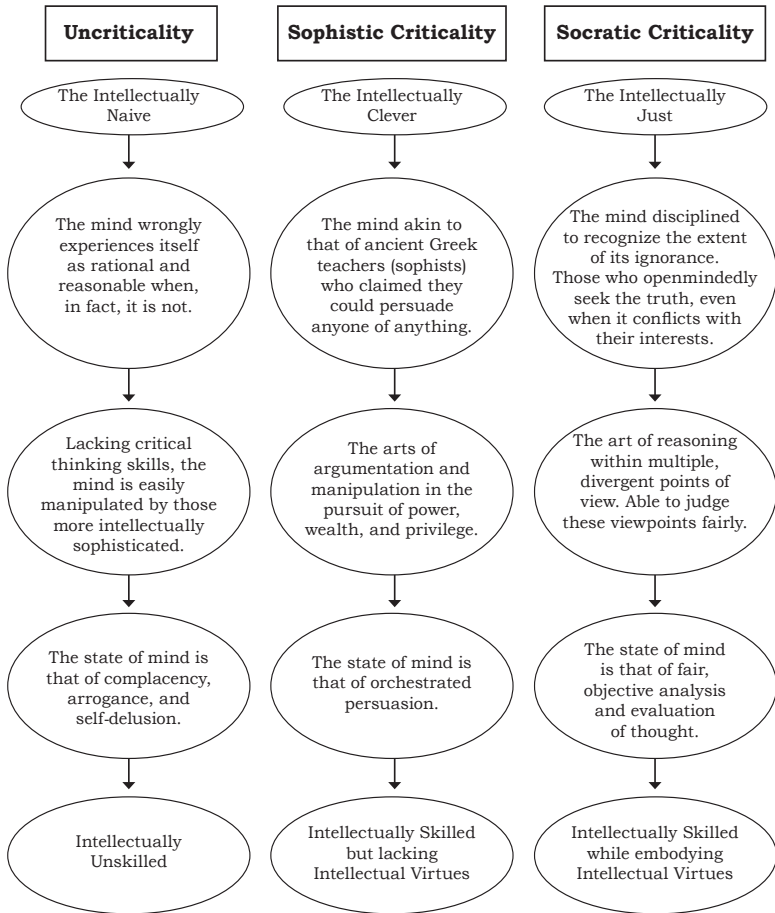 Uncriticality
The Intellectually
Naive
The mind wrongly
experiences itself
as rational and
reasonable when,
in fact, it is not.
Lacking critical
thinking skills, the
mind is easily
manipulated by those
more intellectually
sophisticated.
The state of mind is
that of complacency,
arrogance, and
self-delusion.
Intellectually
Unskilled
Sophistic Criticality
The Intellectually
Clever
The mind akin to
that of ancient Greek
teachers (sophists)
who claimed they
could persuade
anyone of anything.
The arts of
argumentation and
manipulation in the
pursuit of power,
wealth, and privilege.
The state of mind is
that of orchestrated
persuasion.
Intellectually Skilled
but lacking
Intellectual Virtues
Socratic Criticality
The Intellectually
Just
The mind disciplined
to recognize the extent
of its ignorance.
Those who openmindedly
seek the truth, even
when it conflicts with
their interests.
The art of reasoning
within multiple,
divergent points of
view. Able to judge
these viewpoints fairly.
The state of mind
is that of fair,
objective analysis
and evaluation
of thought.
Intellectually Skilled
while embodying
Intellectual Virtues